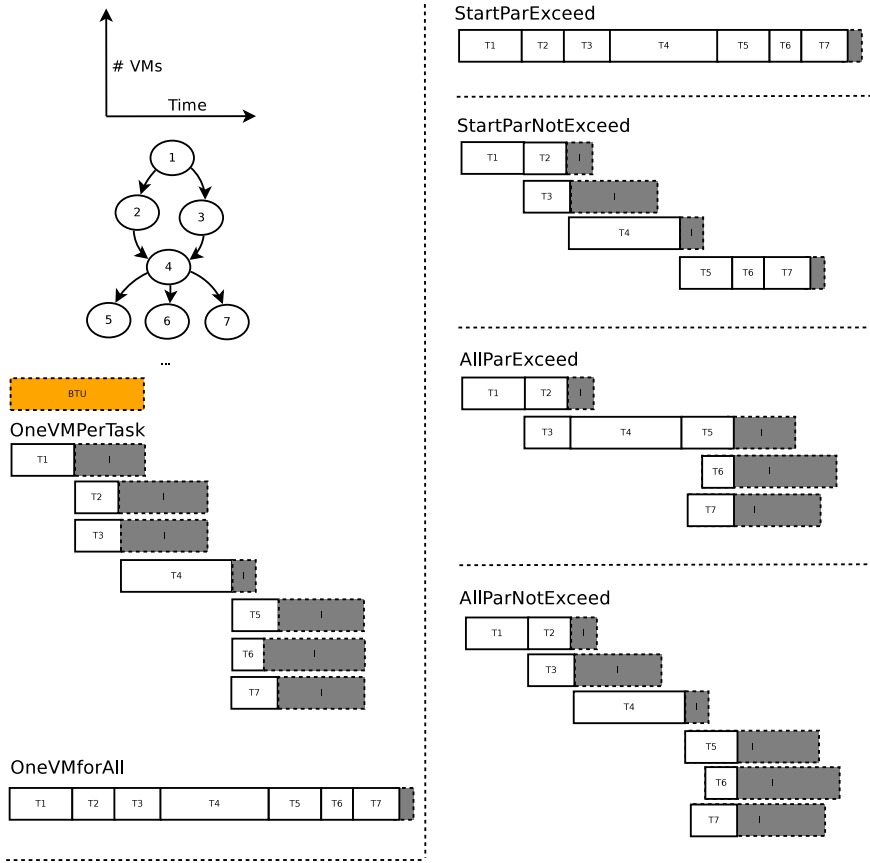 # VMs
Time
1
2
3
4
5
6
7
...
BTU
OneVMPerTask
T1 I
T2 I
T3 I
T4 I
T5 I
T6 I
T7 I
OneVMforAll
T1 T2 T3 T4 T5 T6 T7
StartParExceed
T1 T2 T3 T4 T5 T6 T7
StartParNotExceed
T1 T2 I
T3 I
T4 I
T5 T6 T7
AllParExceed
T1 T2 I
T3 T4 T5 I
T6 I
T7 I
AllParNotExceed
T1 T2 I
T3 I
T4 I
T5 I
T6 I
T7 I